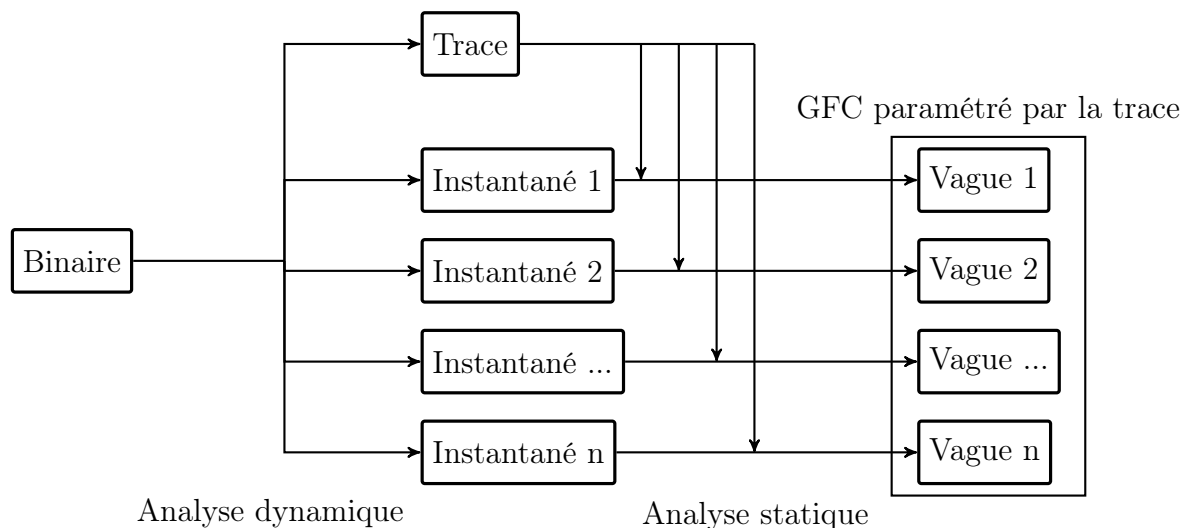 Trace
GFC paramétré par la trace
Instantané 1
Vague 1
Binaire
Instantané 2
Vague 2
Instantané ...
Vague ...
Instantané n
Vague n
Analyse dynamique
Analyse statique